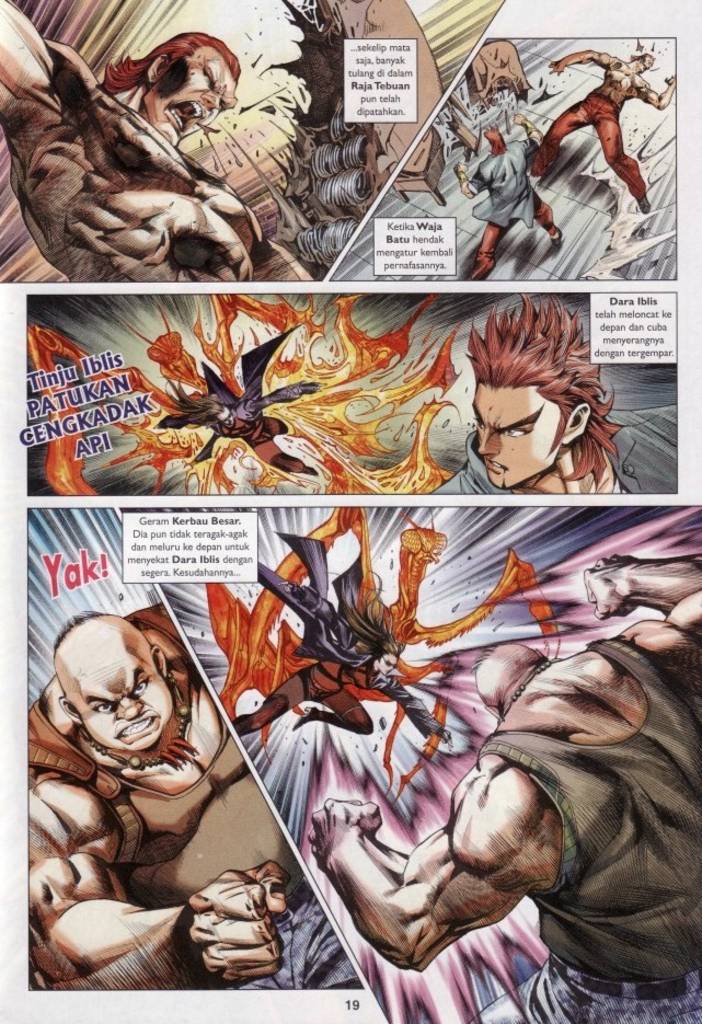 ...sekelip mata
saja, banyak
tulang di dalam
Raja Tebuan
pun telah
dipatahkan.
Ketika Waja
Batu hendak
mengatur kembali
pernafasannya.
Dara Iblis
telah meloncat ke
depan dan cuba
menyerangnya
dengan tergempar.
Tinju Iblis
PATUKAN
CENGKADAK
API
Geram Kerbau Besar.
Dia pun tidak teragak-agak
dan meluru ke depan untuk
menyekat Dara Iblis dengan
segera. Kesudahannya...
Yak!
19